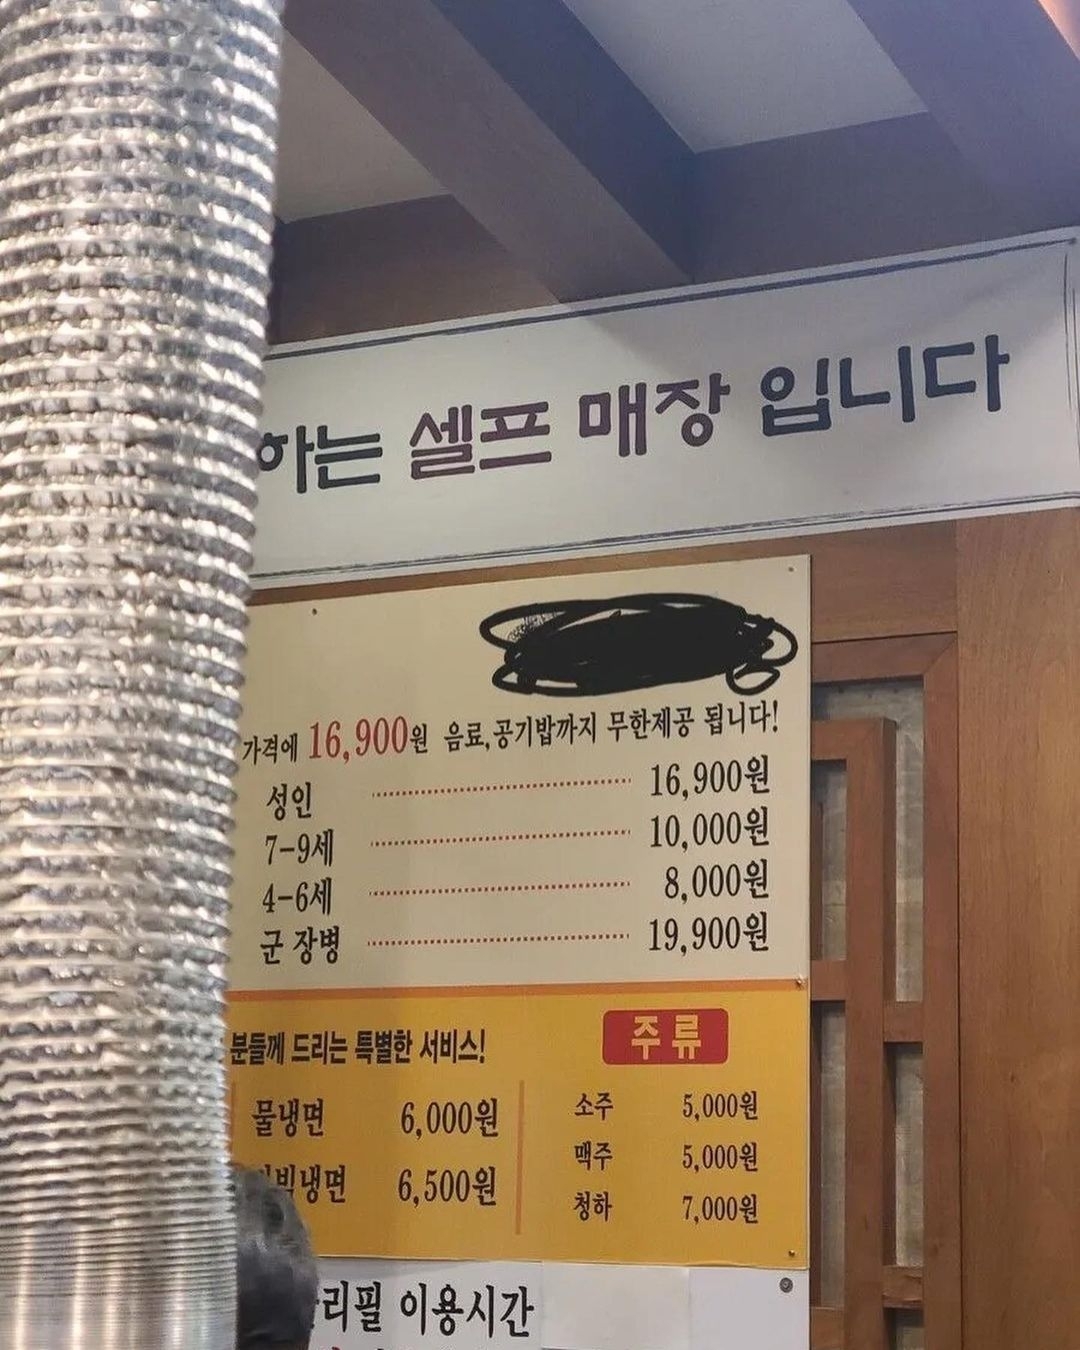 하는 셀프 매장 입니다
가격에 16,900원 음료,공기밥까지 무한제공 됩니다!
성인 16,900원
7-9세 10,000원
4-6세 8,000원
군 장병 19,900원
분들께 드리는 특별한 서비스!
물냉면 6,000원
빔냉면 6,500원
주류
소주 5,000원
맥주 5,000원
청하 7,000원
리필 이용시간